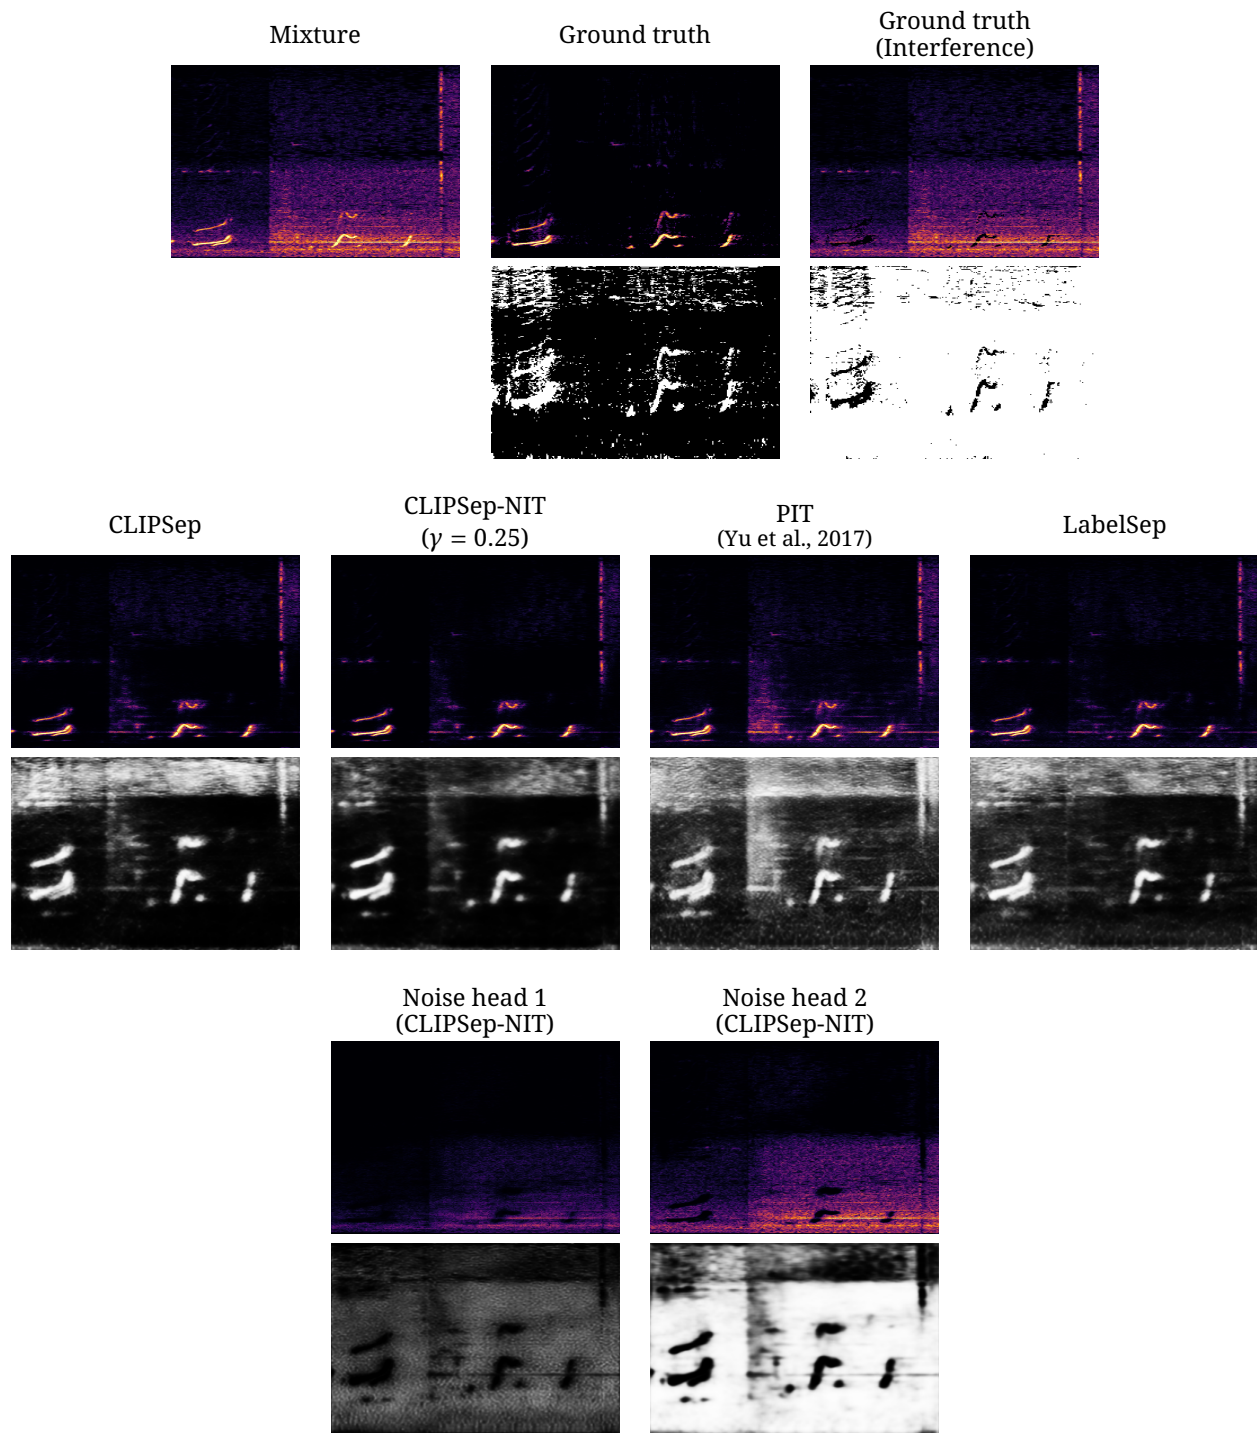 Mixture
Ground truth
Ground truth
(Interference)
CLIPSep
CLIPSep-NIT
(γ = 0.25)
PIT
(Yu et al., 2017)
LabelSep
Noise head 1
(CLIPSep-NIT)
Noise head 2
(CLIPSep-NIT)